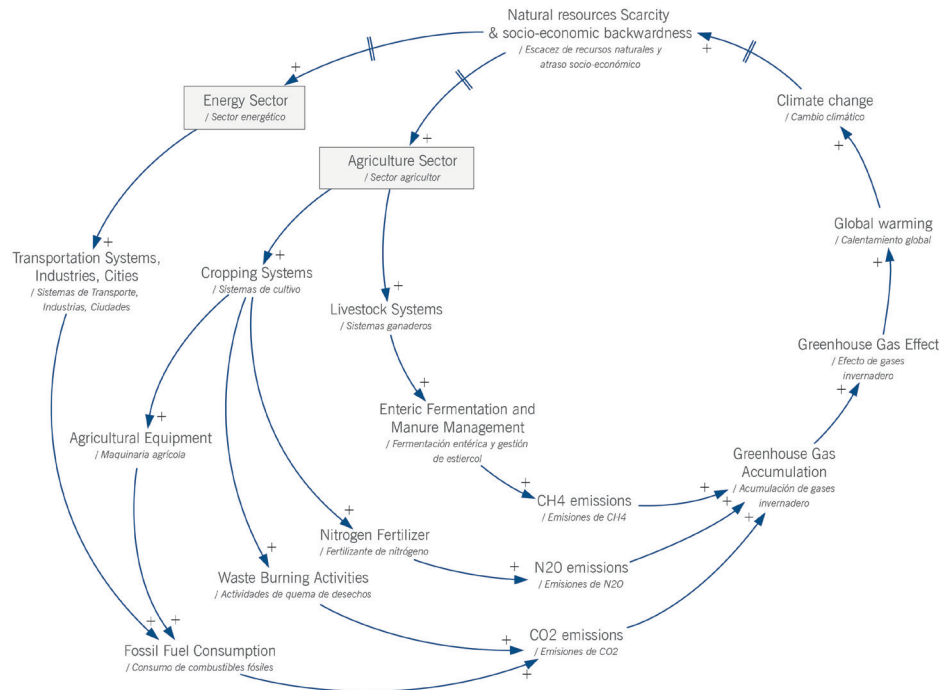 Natural resources Scarcity
& socio-economic backwardness
/ Escacez de recursos naturales y
atraso socio-económico
+
+
Energy Sector
/ Sector energético
Climate change
/ Cambio climático
+
+
Agriculture Sector
/ Sector agricultor
Global warming
/ Calentamiento global
+
+
Transportation Systems,
Industries, Cities
/ Sistemas de Transporte,
Industrias, Ciudades
+
Cropping Systems
/ Sistemas de cultivo
+
Livestock Systems
/ Sistemas ganaderos
Greenhouse Gas Effect
/ Efecto de gases
invernadero
+
+
Enteric Fermentation and
Manure Management
/ Fermentación entérica y gestión
de estiercol
+
Agricultural Equipment
/ Maquinaria agrícola
Greenhouse Gas
Accumulation
/ Acumulación de gases
invernadero
+
+
+
+
CH4 emissions
/ Emisiones de CH4
+
Nitrogen Fertilizer
/ Fertilizante de nitrógeno
+
Waste Burning Activities
/ Actividades de quema de desechos
+
N2O emissions
/ Emisiones de N2O
+
+
Fossil Fuel Consumption
/ Consumo de combustibles fósiles
+
+
CO2 emissions
/ Emisiones de CO2